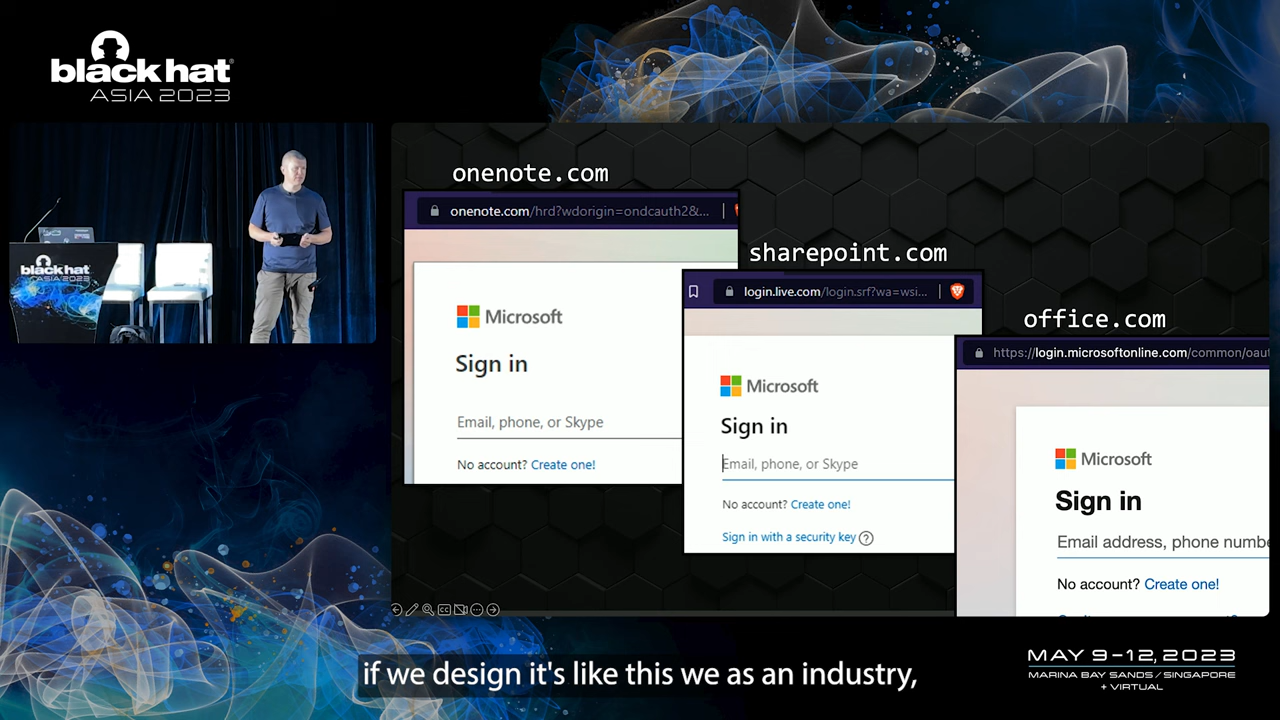 black hat
ASIA 2023
black hat
ASIA 2023
onenote.com
onenote.com/hrd?wdorigin=ondcauth2&...
Microsoft
Sign in
Email, phone, or Skype
No account? Create one!
sharepoint.com
login.live.com/login.srf?wa=wsi...
Microsoft
Sign in
Email, phone, or Skype
No account? Create one!
Sign in with a security key
office.com
https://login.microsoftonline.com/common/oaut
Microsoft
Sign in
Email address, phone numbe
No account? Create one!
if we design it's like this we as an industry,
MAY 9-12, 2023
MARINA BAY SANDS / SINGAPORE
+ VIRTUAL